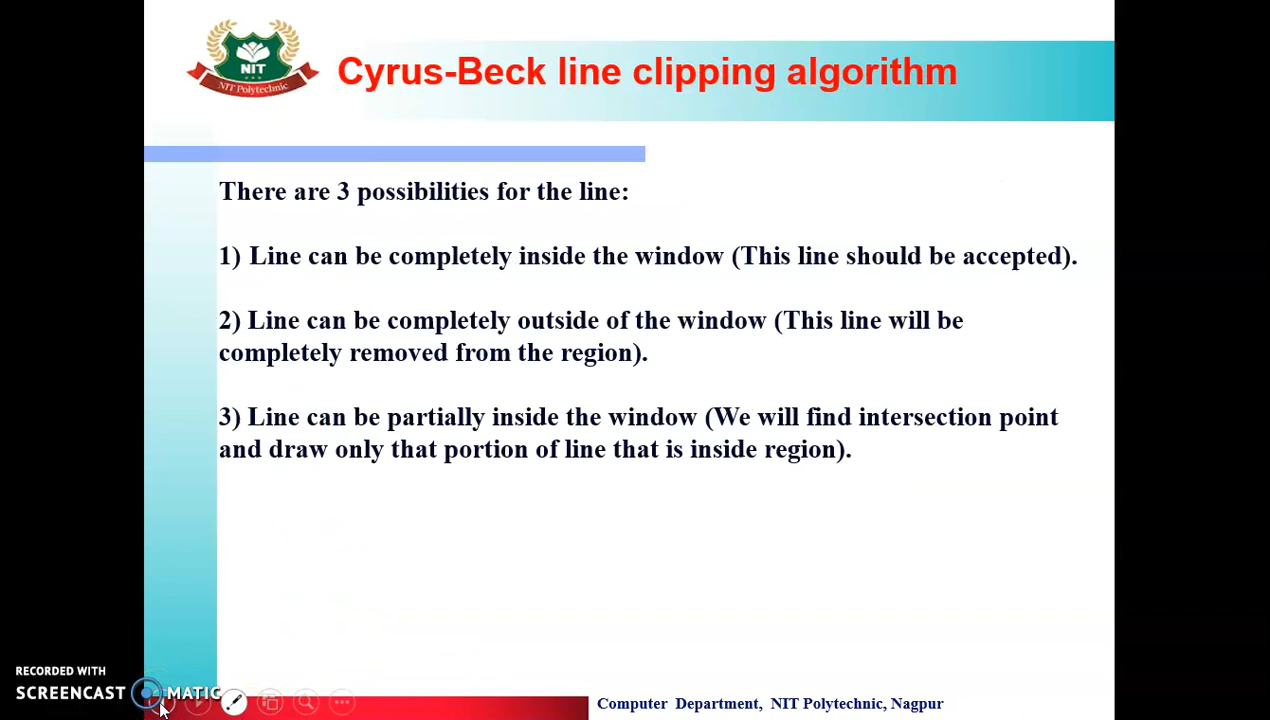 NIT
NIT Polytechnic
Cyrus-Beck line clipping algorithm
There are 3 possibilities for the line:
1) Line can be completely inside the window (This line should be accepted).
2) Line can be completely outside of the window (This line will be
completely removed from the region).
3) Line can be partially inside the window (We will find intersection point
and draw only that portion of line that is inside region).
RECORDED WITH
SCREENCAST MATIC
Computer Department, NIT Polytechnic, Nagpur